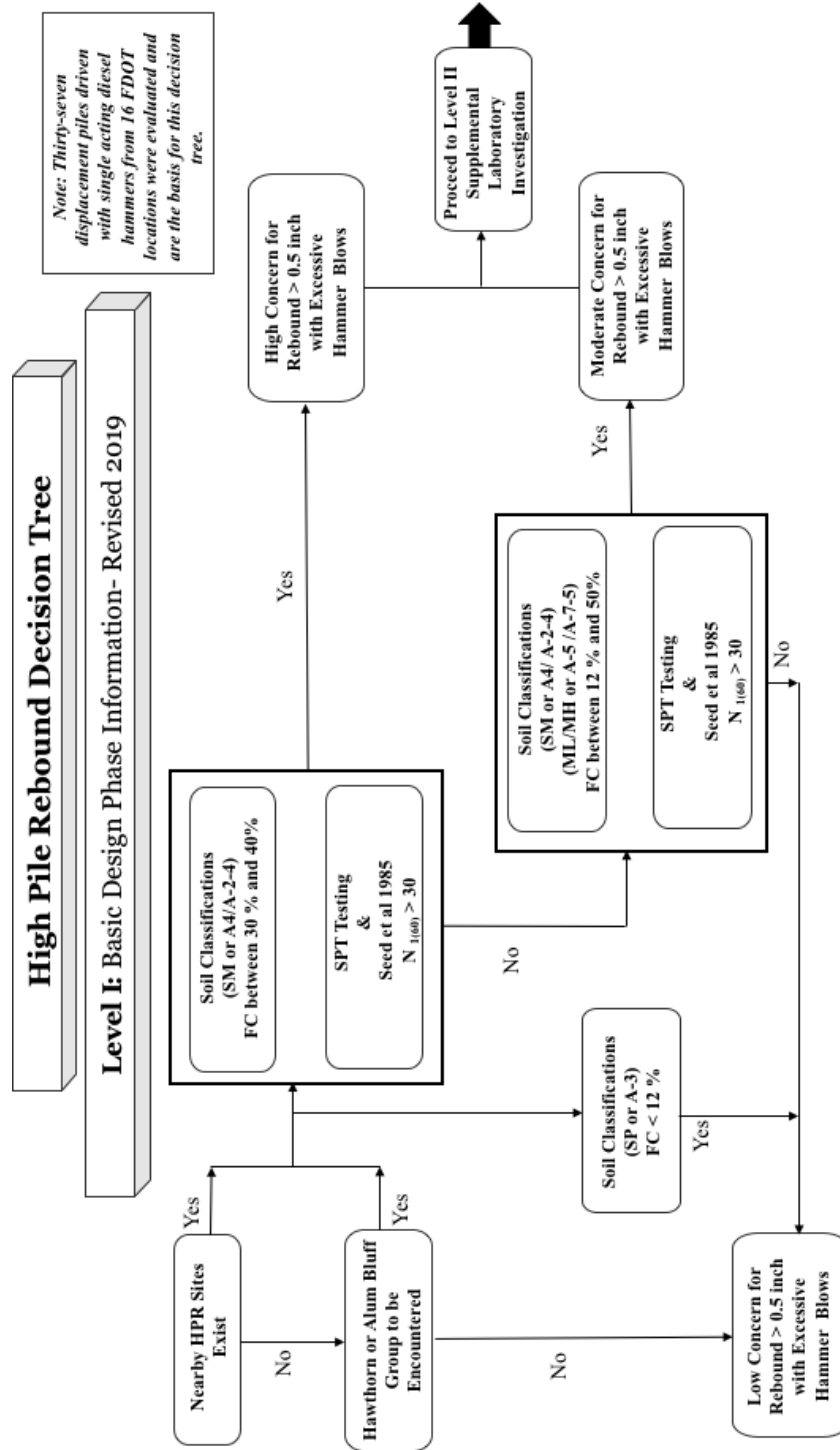 High Pile Rebound Decision Tree
Level I: Basic Design Phase Information- Revised 2019
Note: Thirty-seven
displacement piles driven
with single acting diesel
hammers from 16 FDOT
locations were evaluated and
are the basis for this decision
tree.
Nearby HPR Sites
Exist
Yes
No
Hawthorn or Alum Bluff
Group to be
Encountered
Yes
No
Low Concern for
Rebound > 0.5 inch
with Excessive
Hammer Blows
Soil Classifications
(SM or A4/A-2-4)
FC between 30 % and 40%
SPT Testing
&
Seed et al 1985
N 1(60) > 30
Yes
No
Soil Classifications
(SP or A-3)
FC < 12 %
Yes
Soil Classifications
(SM or A4/ A-2-4)
(ML/MH or A-5 /A-7-5)
FC between 12 % and 50%
SPT Testing
&
Seed et al 1985
N 1(60) > 30
Yes
No
High Concern for
Rebound > 0.5 inch
with Excessive
Hammer Blows
Moderate Concern for
Rebound > 0.5 inch
with Excessive
Hammer Blows
Proceed to Level II
Supplemental
Laboratory
Investigation